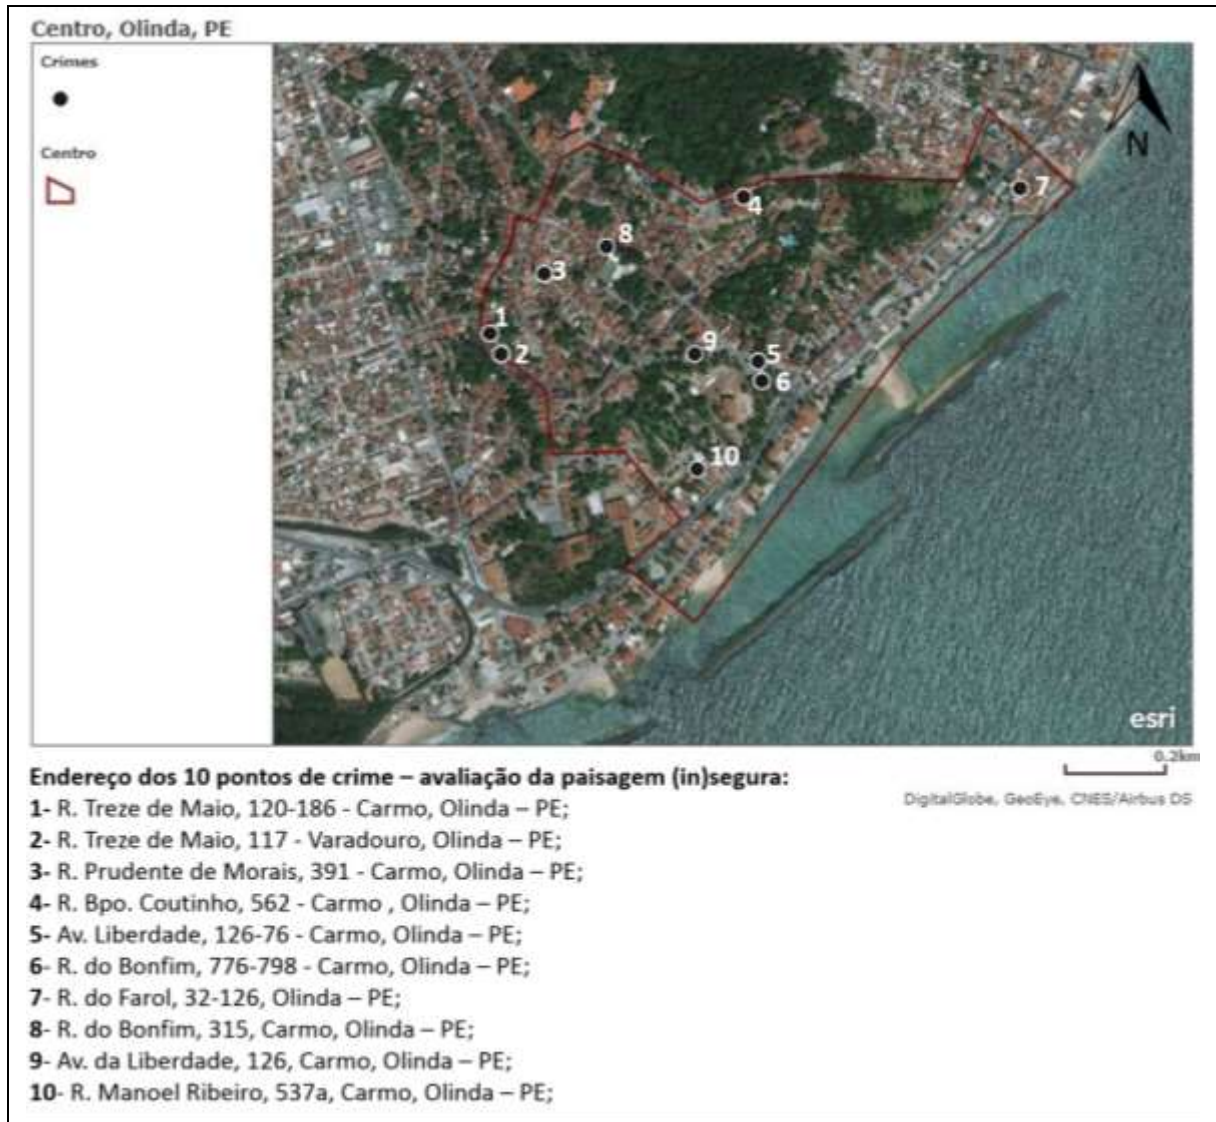 Centro, Olinda, PE
Crimes
Centro
N
7
4
8
3
1
2
9
5
6
10
esri
0.2km
DigitalGlobe, GeoEye, CNES/Airbus DS
Endereço dos 10 pontos de crime – avaliação da paisagem (in)segura:
1- R. Treze de Maio, 120-186 - Carmo, Olinda – PE;
2- R. Treze de Maio, 117 - Varadouro, Olinda – PE;
3- R. Prudente de Morais, 391 - Carmo, Olinda – PE;
4- R. Bpo. Coutinho, 562 - Carmo , Olinda – PE;
5- Av. Liberdade, 126-76 - Carmo, Olinda – PE;
6- R. do Bonfim, 776-798 - Carmo, Olinda – PE;
7- R. do Farol, 32-126, Olinda – PE;
8- R. do Bonfim, 315, Carmo, Olinda – PE;
9- Av. da Liberdade, 126, Carmo, Olinda – PE;
10- R. Manoel Ribeiro, 537a, Carmo, Olinda – PE;